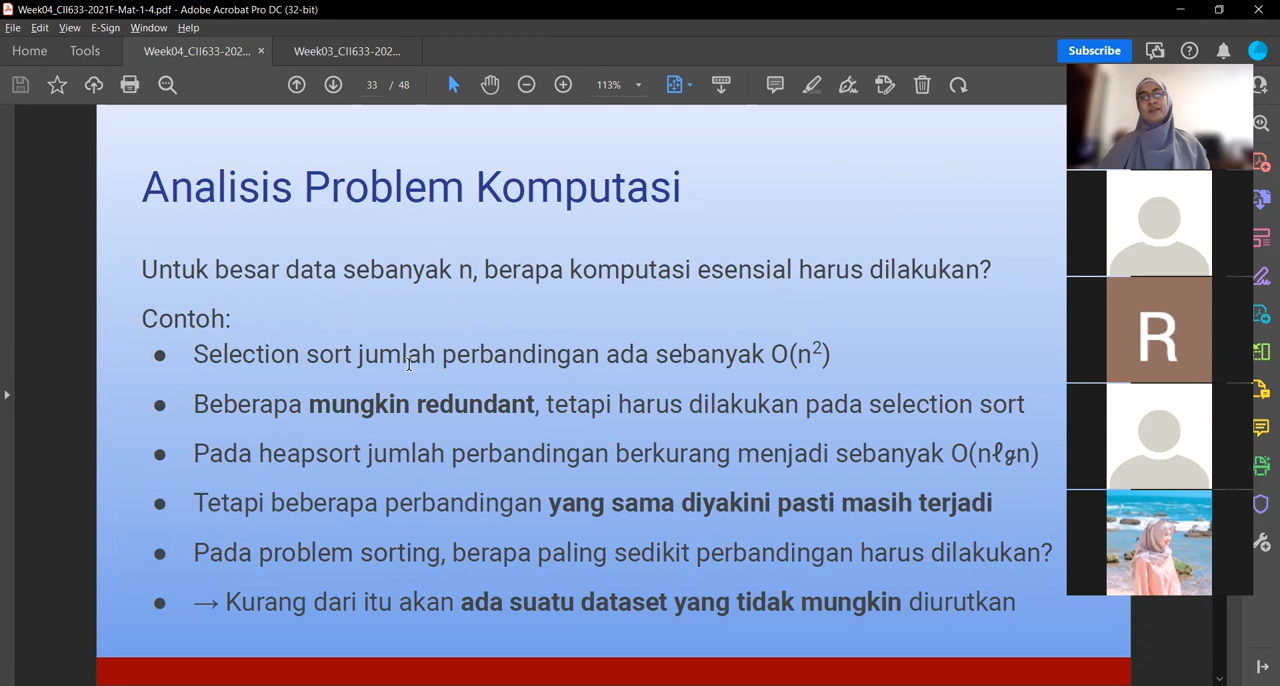 Week04_CII633-2021F-Mat-1-4.pdf - Adobe Acrobat Pro DC (32-bit)
File Edit View E-Sign Window Help
Home Tools Week04_CII633-202... × Week03_CII633-202... Subscribe
33 / 48 113%
Analisis Problem Komputasi
Untuk besar data sebanyak n, berapa komputasi esensial harus dilakukan?
Contoh:
● Selection sort jumlah perbandingan ada sebanyak O(n²)
● Beberapa mungkin redundant, tetapi harus dilakukan pada selection sort
● Pada heapsort jumlah perbandingan berkurang menjadi sebanyak O(nℓℊn)
● Tetapi beberapa perbandingan yang sama diyakini pasti masih terjadi
● Pada problem sorting, berapa paling sedikit perbandingan harus dilakukan?
● → Kurang dari itu akan ada suatu dataset yang tidak mungkin diurutkan
R